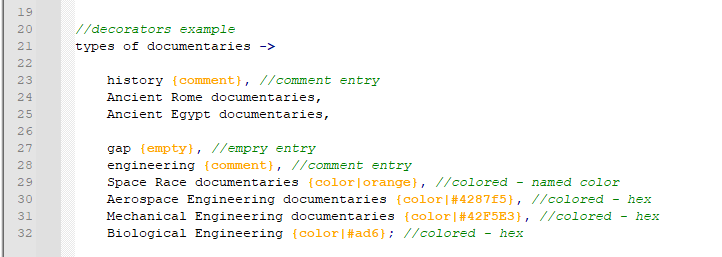 19
20 //decorators example
21 types of documentaries ->
22
23 history {comment}, //comment entry
24 Ancient Rome documentaries,
25 Ancient Egypt documentaries,
26
27 gap {empty}, //empry entry
28 engineering {comment}, //comment entry
29 Space Race documentaries {color|orange}, //colored - named color
30 Aerospace Engineering documentaries {color|#4287f5}, //colored - hex
31 Mechanical Engineering documentaries {color|#42F5E3}, //colored - hex
32 Biological Engineering {color|#ad6}; //colored - hex